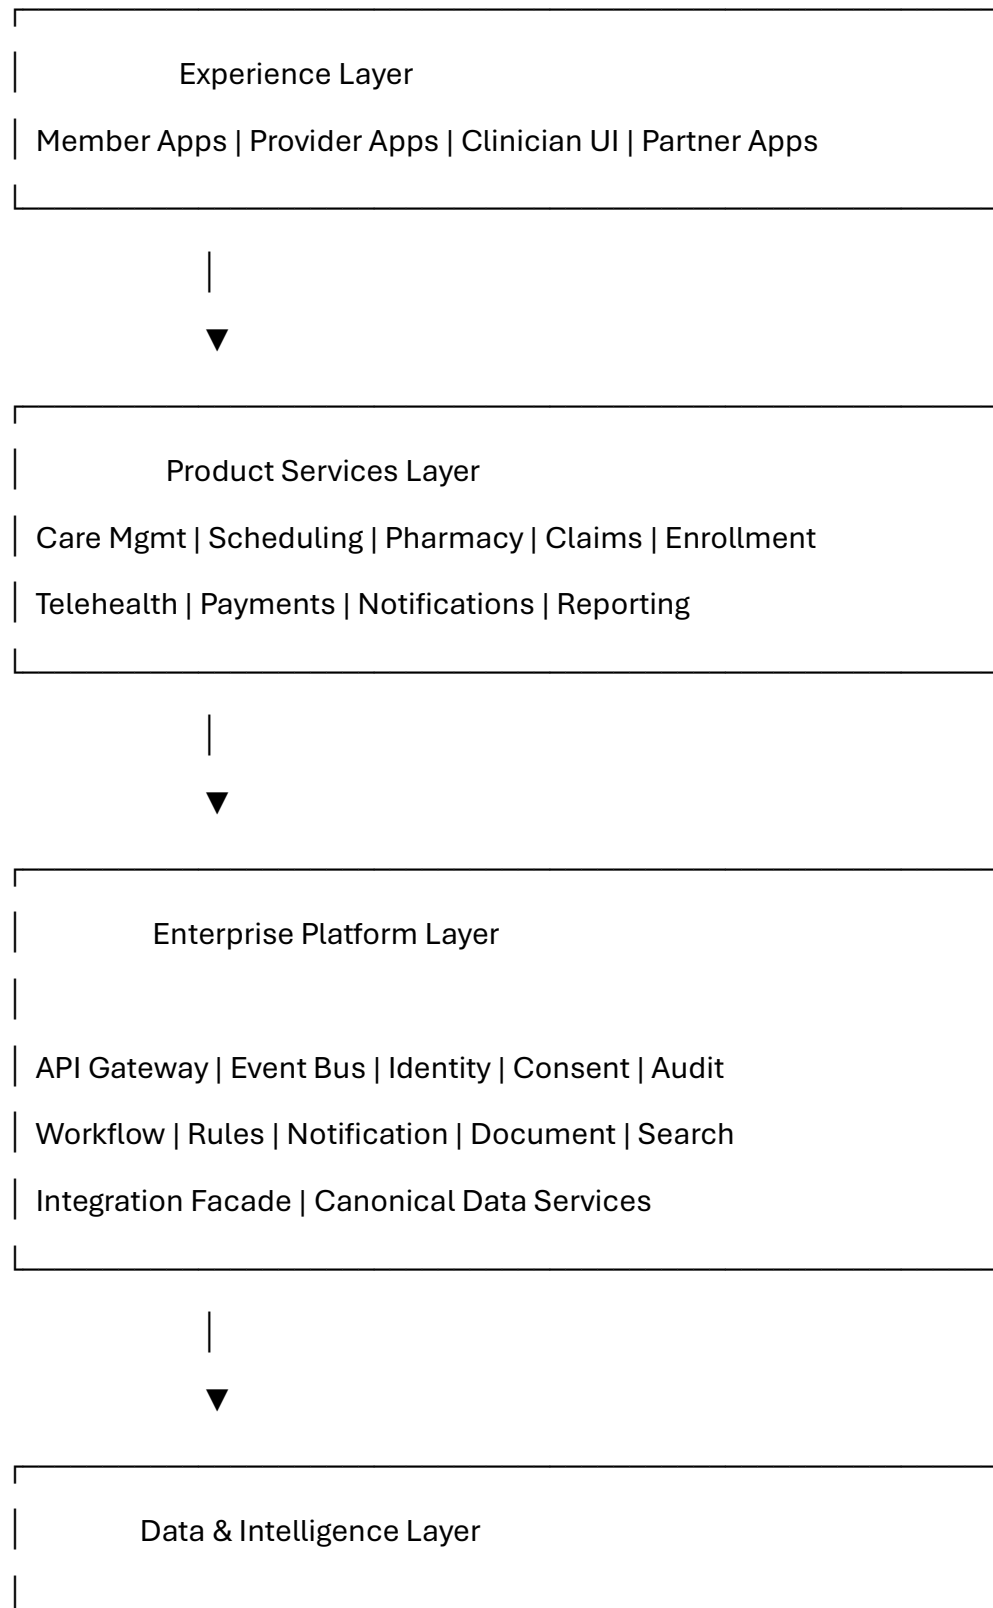 Experience Layer
Member Apps | Provider Apps | Clinician UI | Partner Apps
Product Services Layer
Care Mgmt | Scheduling | Pharmacy | Claims | Enrollment
Telehealth | Payments | Notifications | Reporting
Enterprise Platform Layer
API Gateway | Event Bus | Identity | Consent | Audit
Workflow | Rules | Notification | Document | Search
Integration Facade | Canonical Data Services
Data & Intelligence Layer